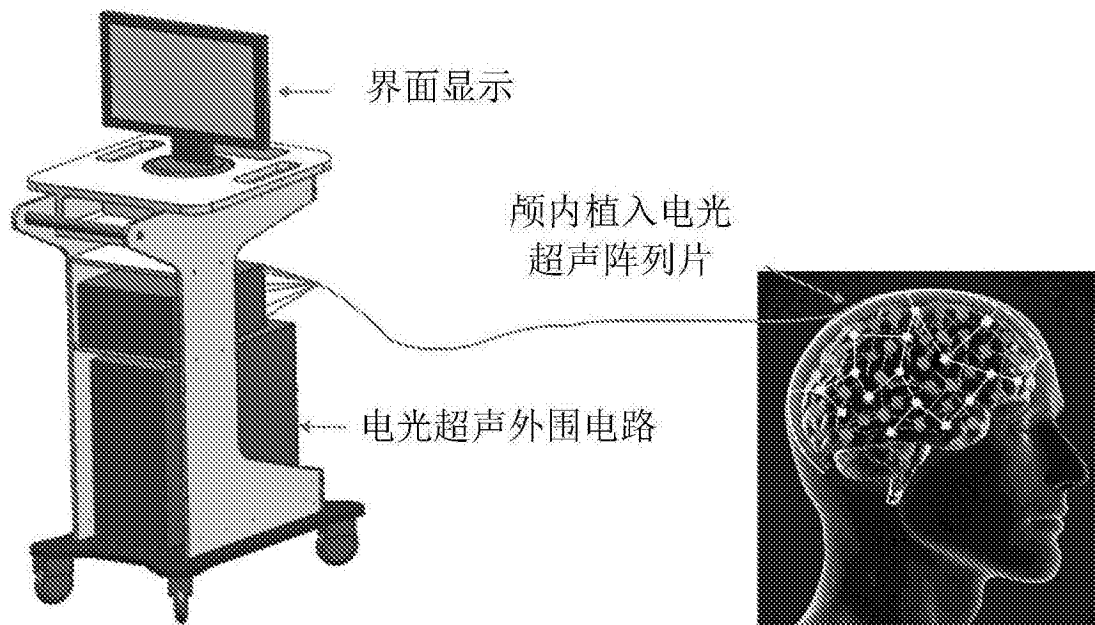 界面显示
颅内植入电光
超声阵列片
电光超声外围电路